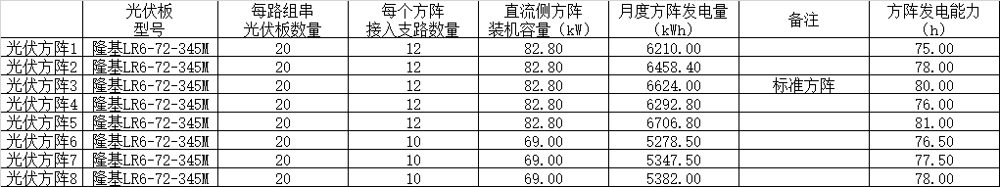 光伏板型号 每路组串光伏板数量 每个方阵接入支路数量 直流侧方阵装机容量（kW） 月度方阵发电量（kWh） 备注 方阵发电能力（h）
光伏方阵1 隆基LR6-72-345M 20 12 82.80 6210.00 75.00
光伏方阵2 隆基LR6-72-345M 20 12 82.80 6458.40 78.00
光伏方阵3 隆基LR6-72-345M 20 12 82.80 6624.00 标准方阵 80.00
光伏方阵4 隆基LR6-72-345M 20 12 82.80 6292.80 76.00
光伏方阵5 隆基LR6-72-345M 20 12 82.80 6706.80 81.00
光伏方阵6 隆基LR6-72-345M 20 10 69.00 5278.50 76.50
光伏方阵7 隆基LR6-72-345M 20 10 69.00 5347.50 77.50
光伏方阵8 隆基LR6-72-345M 20 10 69.00 5382.00 78.00